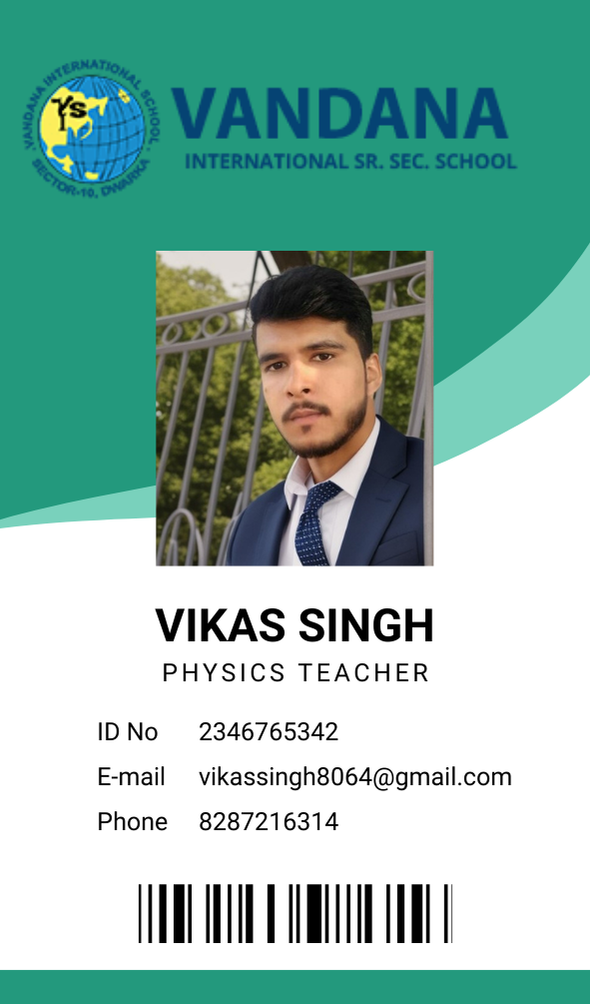 VANDANA INTERNATIONAL SCHOOL
YS
SECTOR-10, DWARKA
VANDANA
INTERNATIONAL SR. SEC. SCHOOL
VIKAS SINGH
PHYSICS TEACHER
ID No 2346765342
E-mail vikassingh8064@gmail.com
Phone 8287216314